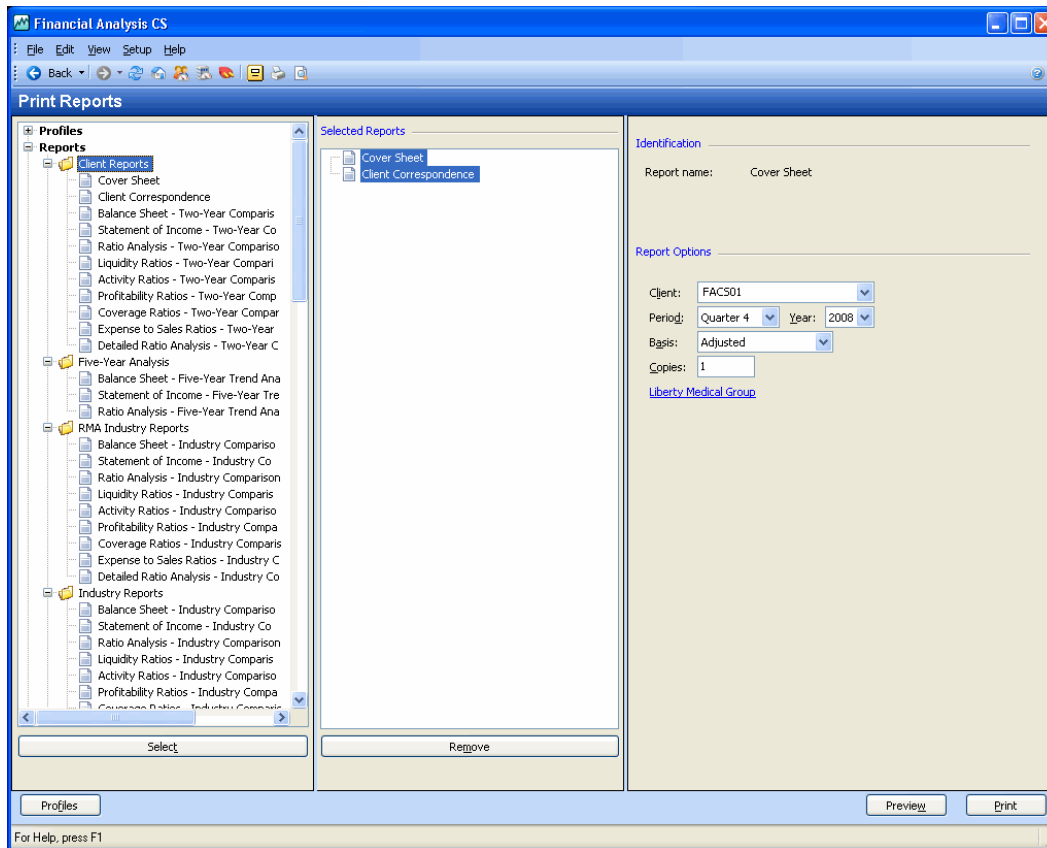 Financial Analysis CS
File Edit View Setup Help
Back
Print Reports
Profiles
Reports
Client Reports
Cover Sheet
Client Correspondence
Balance Sheet - Two-Year Comparis
Statement of Income - Two-Year Co
Ratio Analysis - Two-Year Compariso
Liquidity Ratios - Two-Year Compari
Activity Ratios - Two-Year Comparis
Profitability Ratios - Two-Year Comp
Coverage Ratios - Two-Year Compar
Expense to Sales Ratios - Two-Year
Detailed Ratio Analysis - Two-Year C
Five-Year Analysis
Balance Sheet - Five-Year Trend Ana
Statement of Income - Five-Year Tre
Ratio Analysis - Five-Year Trend Ana
RMA Industry Reports
Balance Sheet - Industry Compariso
Statement of Income - Industry Co
Ratio Analysis - Industry Comparison
Liquidity Ratios - Industry Comparis
Activity Ratios - Industry Compariso
Profitability Ratios - Industry Compa
Coverage Ratios - Industry Comparis
Expense to Sales Ratios - Industry C
Detailed Ratio Analysis - Industry Co
Industry Reports
Balance Sheet - Industry Compariso
Statement of Income - Industry Co
Ratio Analysis - Industry Comparison
Liquidity Ratios - Industry Comparis
Activity Ratios - Industry Compariso
Profitability Ratios - Industry Compa
Coverage Ratios - Industry Comparis
Select
Selected Reports
Cover Sheet
Client Correspondence
Remove
Identification
Report name: Cover Sheet
Report Options
Client: FACS01
Period: Quarter 4 Year: 2008
Basis: Adjusted
Copies: 1
Liberty Medical Group
Profiles Preview Print
For Help, press F1